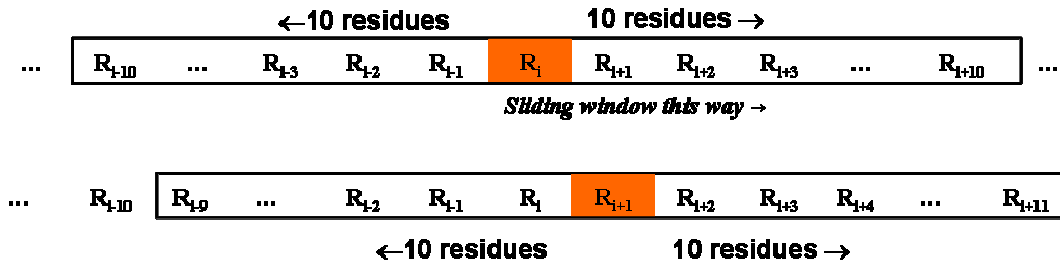 ←10 residues 10 residues →
... R_{i-10} ... R_{i-3} R_{i-2} R_{i-1} R_i R_{i+1} R_{i+2} R_{i+3} ... R_{i+10} ...
Sliding window this way →
... R_{i-10} R_{i-9} ... R_{i-2} R_{i-1} R_i R_{i+1} R_{i+2} R_{i+3} R_{i+4} ... R_{i+11}
←10 residues 10 residues →